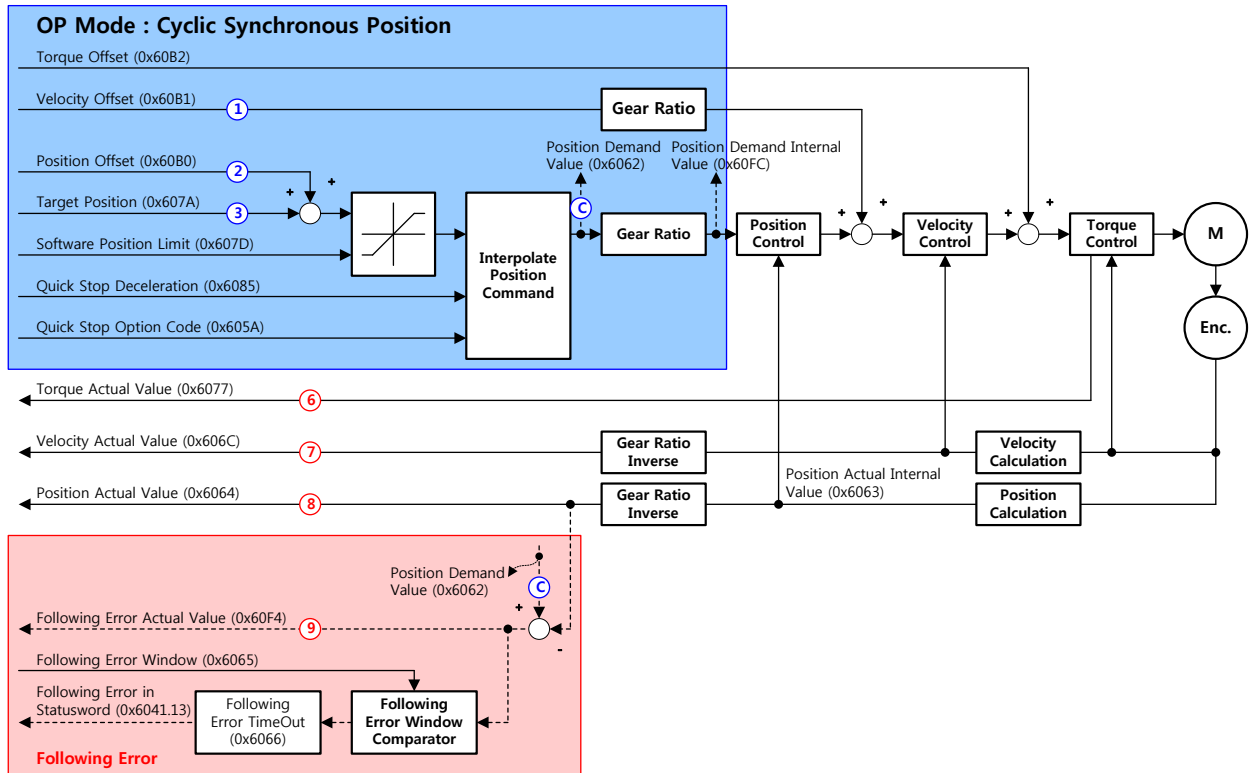 OP Mode : Cyclic Synchronous Position
Torque Offset (0x60B2)
Velocity Offset (0x60B1)
1
Gear Ratio
Position Offset (0x60B0)
2
Position Demand
Value (0x6062)
Position Demand Internal
Value (0x60FC)
+
+
Target Position (0x607A)
3
C
+
+
+
+
Software Position Limit (0x607D)
Interpolate
Position
Command
Gear Ratio
Position
Control
Velocity
Control
Torque
Control
M
Quick Stop Deceleration (0x6085)
Quick Stop Option Code (0x605A)
Enc.
Torque Actual Value (0x6077)
6
Velocity Actual Value (0x606C)
7
Gear Ratio
Inverse
Velocity
Calculation
Position Actual Internal
Value (0x6063)
Position Actual Value (0x6064)
8
Gear Ratio
Inverse
Position
Calculation
Position Demand
Value (0x6062)
C
+
Following Error Actual Value (0x60F4)
9
-
Following Error Window (0x6065)
Following Error in
Statusword (0x6041.13)
Following
Error TimeOut
(0x6066)
Following
Error Window
Comparator
Following Error